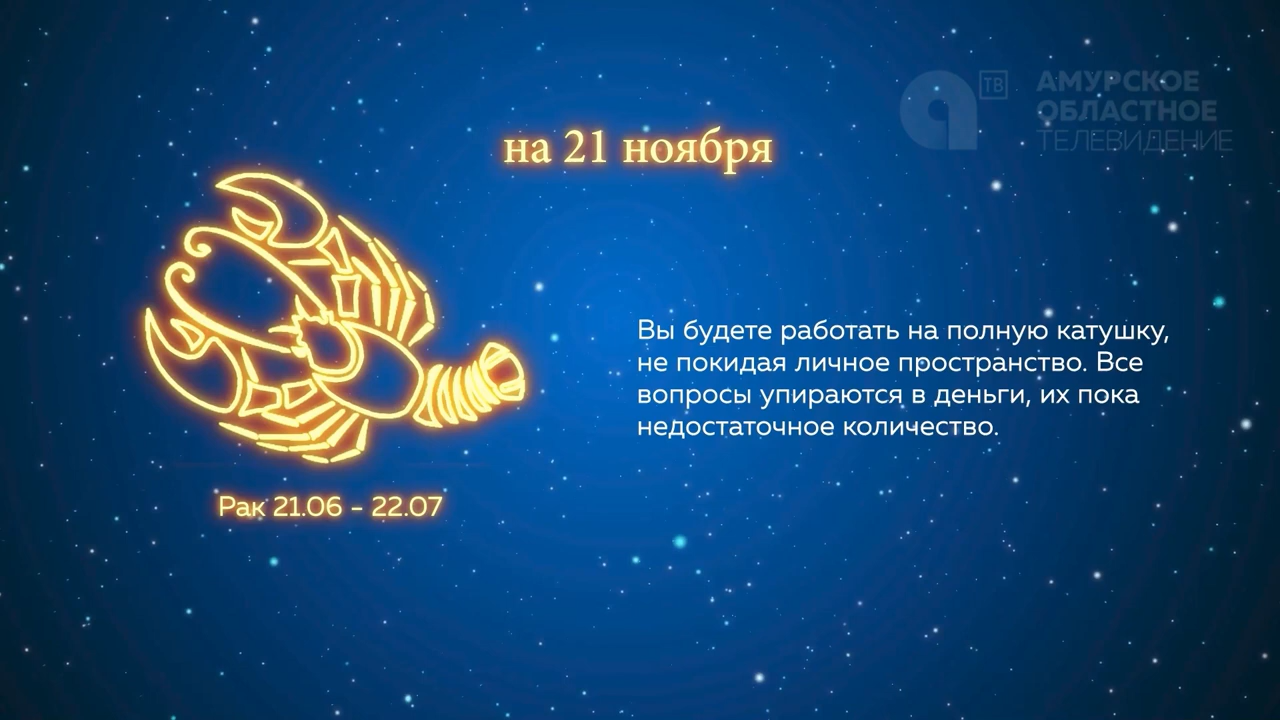 ТВ
АМУРСКОЕ
ОБЛАСТНОЕ
ТЕЛЕВИДЕНИЕ
на 21 ноября
Вы будете работать на полную катушку,
не покидая личное пространство. Все
вопросы упираются в деньги, их пока
недостаточное количество.
Рак 21.06 - 22.07